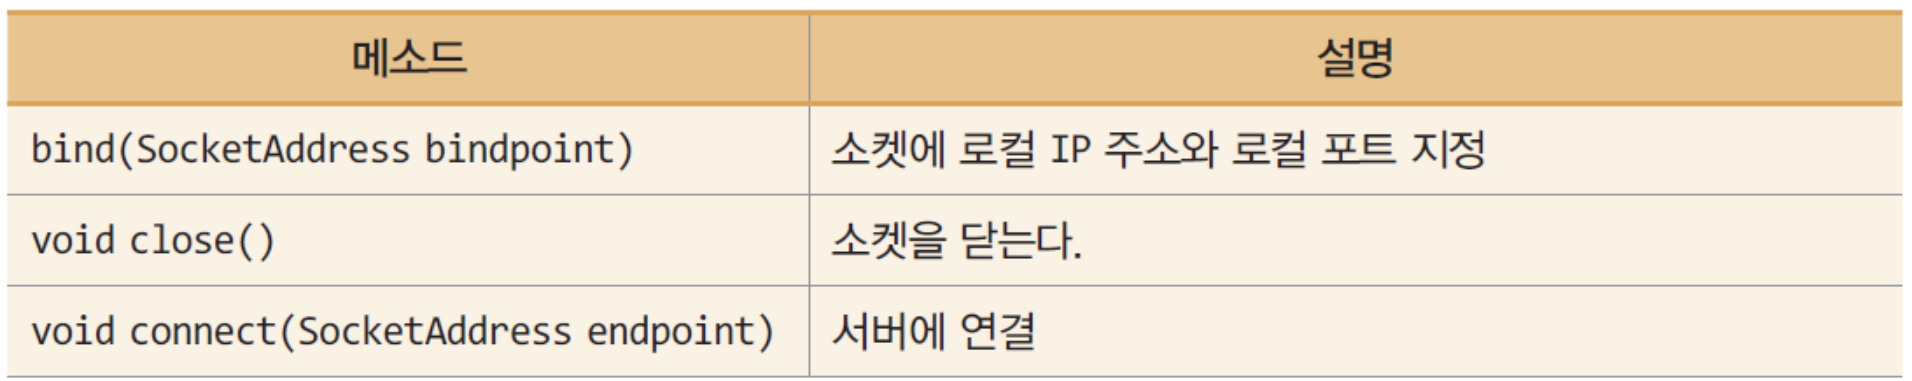 메소드 설명
bind(SocketAddress bindpoint) 소켓에 로컬 IP 주소와 로컬 포트 지정
void close() 소켓을 닫는다.
void connect(SocketAddress endpoint) 서버에 연결